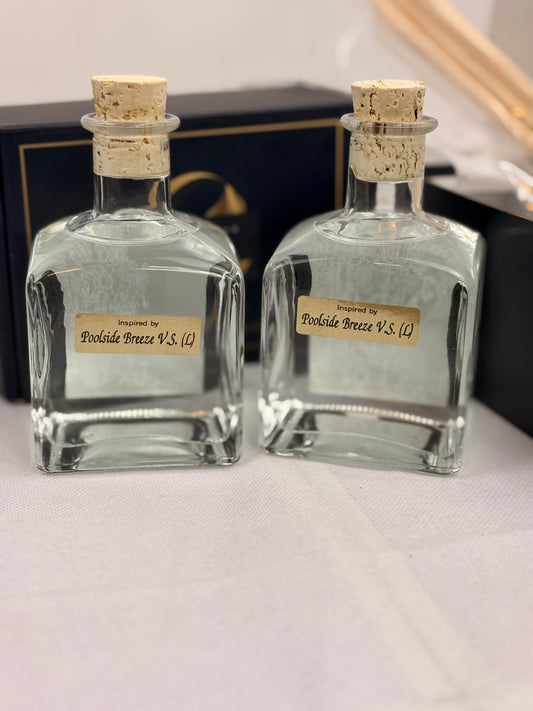 Inspired by
Poolside Breeze V.S. (L)
Inspired by
Poolside Breeze V.S. (L)